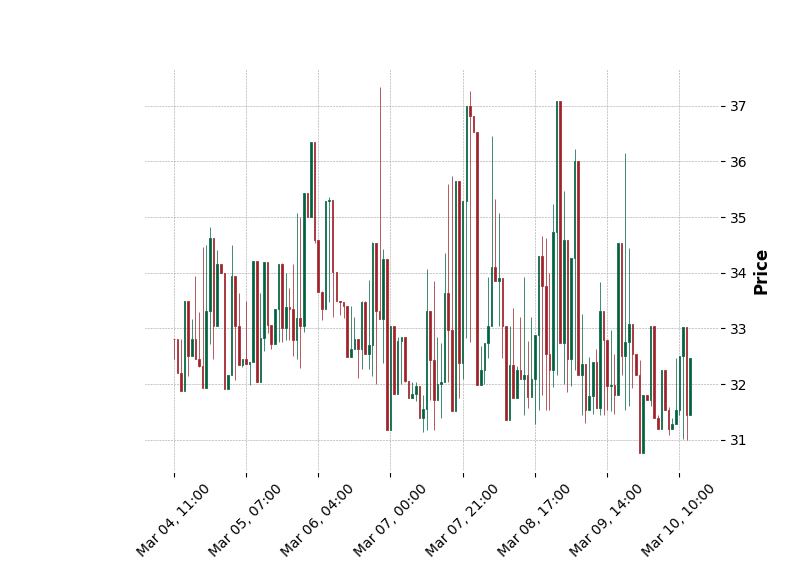 37
36
35
34
33
32
31
Price
Mar 04, 11:00
Mar 05, 07:00
Mar 06, 04:00
Mar 07, 00:00
Mar 07, 21:00
Mar 08, 17:00
Mar 09, 14:00
Mar 10, 10:00